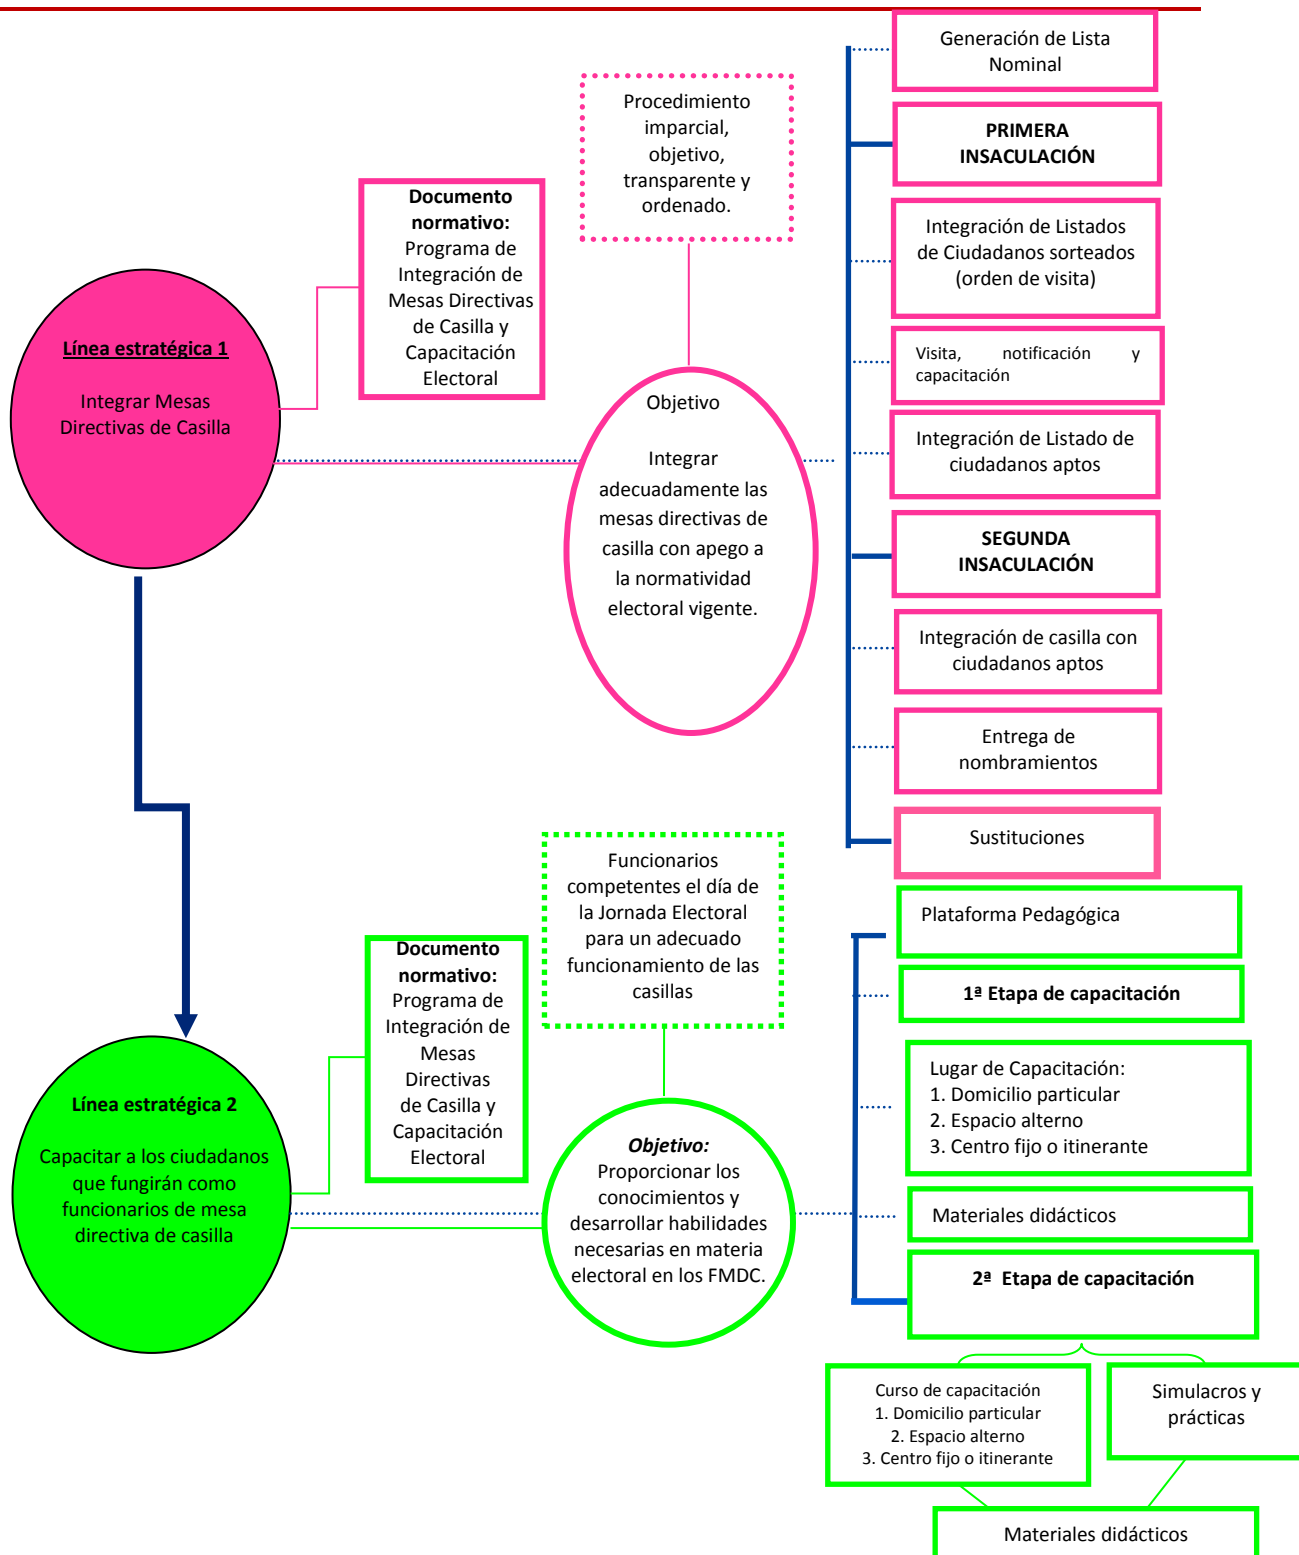 Línea estratégica 1
Integrar Mesas
Directivas de Casilla
Documento
normativo:
Programa de
Integración de
Mesas Directivas
de Casilla y
Capacitación
Electoral
Procedimiento
imparcial,
objetivo,
transparente y
ordenado.
Objetivo
Integrar
adecuadamente las
mesas directivas de
casilla con apego a
la normatividad
electoral vigente.
Generación de Lista
Nominal
PRIMERA
INSACULACIÓN
Integración de Listados
de Ciudadanos sorteados
(orden de visita)
Visita, notificación y
capacitación
Integración de Listado de
ciudadanos aptos
SEGUNDA
INSACULACIÓN
Integración de casilla con
ciudadanos aptos
Entrega de
nombramientos
Sustituciones
Línea estratégica 2
Capacitar a los ciudadanos
que fungirán como
funcionarios de mesa
directiva de casilla
Documento
normativo:
Programa de
Integración de
Mesas
Directivas
de Casilla y
Capacitación
Electoral
Funcionarios
competentes el día de
la Jornada Electoral
para un adecuado
funcionamiento de las
casillas
Objetivo:
Proporcionar los
conocimientos y
desarrollar habilidades
necesarias en materia
electoral en los FMDC.
Plataforma Pedagógica
1ª Etapa de capacitación
Lugar de Capacitación:
1. Domicilio particular
2. Espacio alterno
3. Centro fijo o itinerante
Materiales didácticos
2ª Etapa de capacitación
Curso de capacitación
1. Domicilio particular
2. Espacio alterno
3. Centro fijo o itinerante
Simulacros y
prácticas
Materiales didácticos